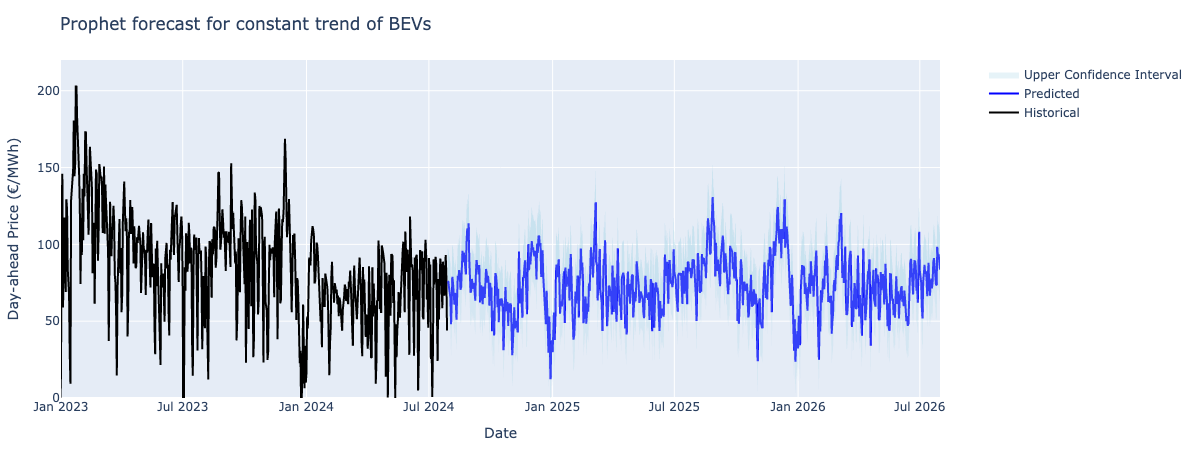 Prophet forecast for constant trend of BEVs
Upper Confidence Interval
Predicted
Historical
Day-ahead Price (€/MWh)
200
150
100
50
0
Jan 2023
Jul 2023
Jan 2024
Jul 2024
Jan 2025
Jul 2025
Jan 2026
Jul 2026
Date